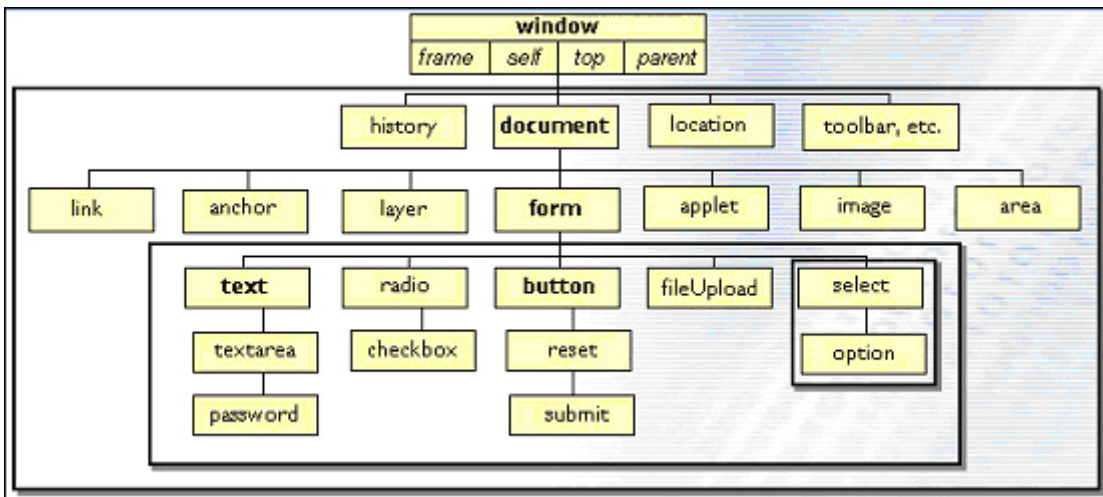 window
frame self top parent
history document location toolbar, etc.
link anchor layer form applet image area
text radio button fileUpload select
textarea checkbox reset option
password submit